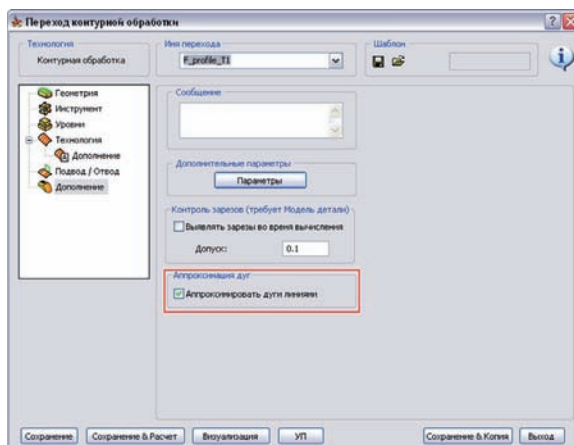 Переход контурной обработки
Технология
Контурная обработка
Имя перехода
F_profile_T1
Шаблон
Геометрия
Инструмент
Уровни
Технология
Дополнение
Подвод / Отвод
Дополнение
Сообщение
Дополнительные параметры
Параметры
Контроль зарезов (требует Модель детали)
Выявлять зарезы во время вычисления
Допуск: 0.1
Аппроксимация дуг
Аппроксимировать дуги линиями
Сохранение Сохранение & Расчет Визуализация УП Сохранение & Копия Выход